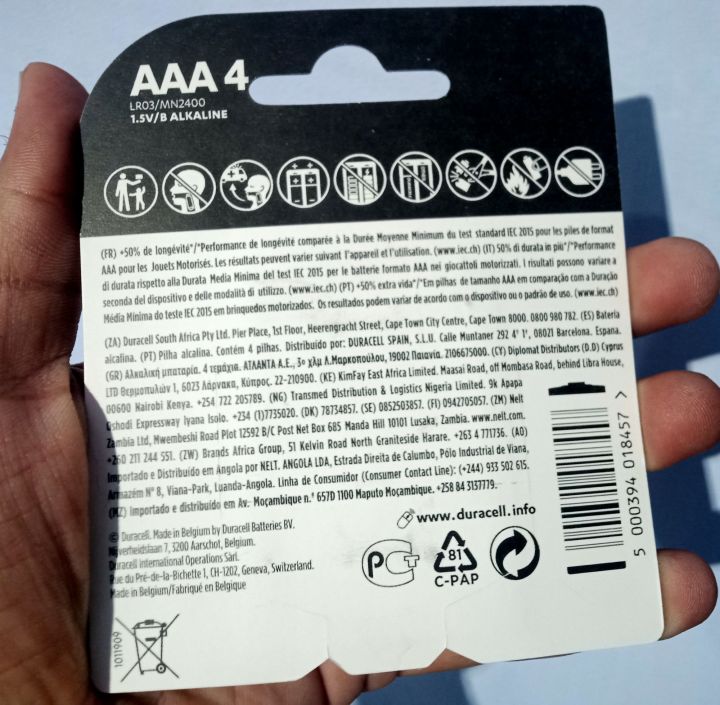 AAA 4
LR03/MN2400
1.5V/B ALKALINE
(FR) +50% de longévité*/*Performance de longévité comparée à la Durée Moyenne Minimum du test standard IEC 2015 pour les piles de format
AAA pour les Jouets Motorisés. Les résultats peuvent varier suivant l'appareil et l'utilisation. (www.iec.ch) (IT) 50% di durata in più*/*Performance
di durata rispetto alla Durata Media Minima del test IEC 2015 per le batterie formato AAA nei giocattoli motorizzati. I risultati possono variare a
seconda del dispositivo e delle modalità di utilizzo. (www.iec.ch) (PT) +50% extra vida*/*Em pilhas de tamanho AAA em comparação com a Duração
Média Mínima do teste IEC 2015 em brinquedos motorizados. Os resultados podem variar de acordo com o dispositivo ou o padrão de uso. (www.iec.ch)
(ZA) Duracell South Africa Pty Ltd. Pier Place, 1st Floor, Heerengracht Street, Cape Town City Centre, Cape Town 8000. 0800 980 782. (ES) Bateria
alcalina. (PT) Pilha alcalina. Contém 4 pilhas. Distribuido por: DURACELL SPAIN, S.L.U. Calle Muntaner 292 4° 1°, 08021 Barcelona. Espana.
(GR) Αλκαλική μπαταρία. 4 τεμάχια. ΑΤΛΑΝΤΑ Α.Ε., 3ο χλμ Λ.Μαρκοπούλου, 19002 Παιανία. 2106675000. (CY) Diplomat Distributors (D.D) Cyprus
LTD Θερμοπυλών 1, 6023 Λάρνακα, Κύπρος. 22-210900. (KE) KimFay East Africa Limited. Maasai Road, off Mombasa Road, behind Libra House,
00600 Nairobi Kenya. +254 722 205789. (NG) Transmed Distribution & Logistics Nigeria Limited. 9k Apapa
Oshodi Expressway Iyana Isolo. +234 (1)7735020. (DK) 78734857. (SE) 0852503857. (FI) 0942705057. (ZM) Nelt
Zambia Ltd, Mwembeshi Road Plot 12592 B/C Post Net Box 685 Manda Hill 10101 Lusaka, Zambia. www.nelt.com.
+260 211 244 551. (ZW) Brands Africa Group, 51 Kelvin Road North Graniteside Harare. +263 4 771736. (AO)
Importado e Distribuido em Angola por NELT. ANGOLA LDA, Estrada Direita de Calumbo, Pólo Industrial de Viana,
Armazém N° 8, Viana-Park, Luanda-Angola. Linha de Consumidor (Consumer Contact Line): (+244) 933 502 615.
(MZ) importado e distribuido em Av. Moçambique n.° 657D 1100 Maputo Moçambique. +258 84 3137779.
© Duracell. Made in Belgium by Duracell Batteries BV.
Nijverheidslaan 7, 3200 Aarschot, Belgium.
Duracell International Operations Sàrl.
Rue du Pré-de-la-Bichette 1, CH-1202, Geneva, Switzerland.
Made in Belgium/Fabriqué en Belgique
www.duracell.info
PCT
81
C-PAP
5 000394 018457 >
1011909